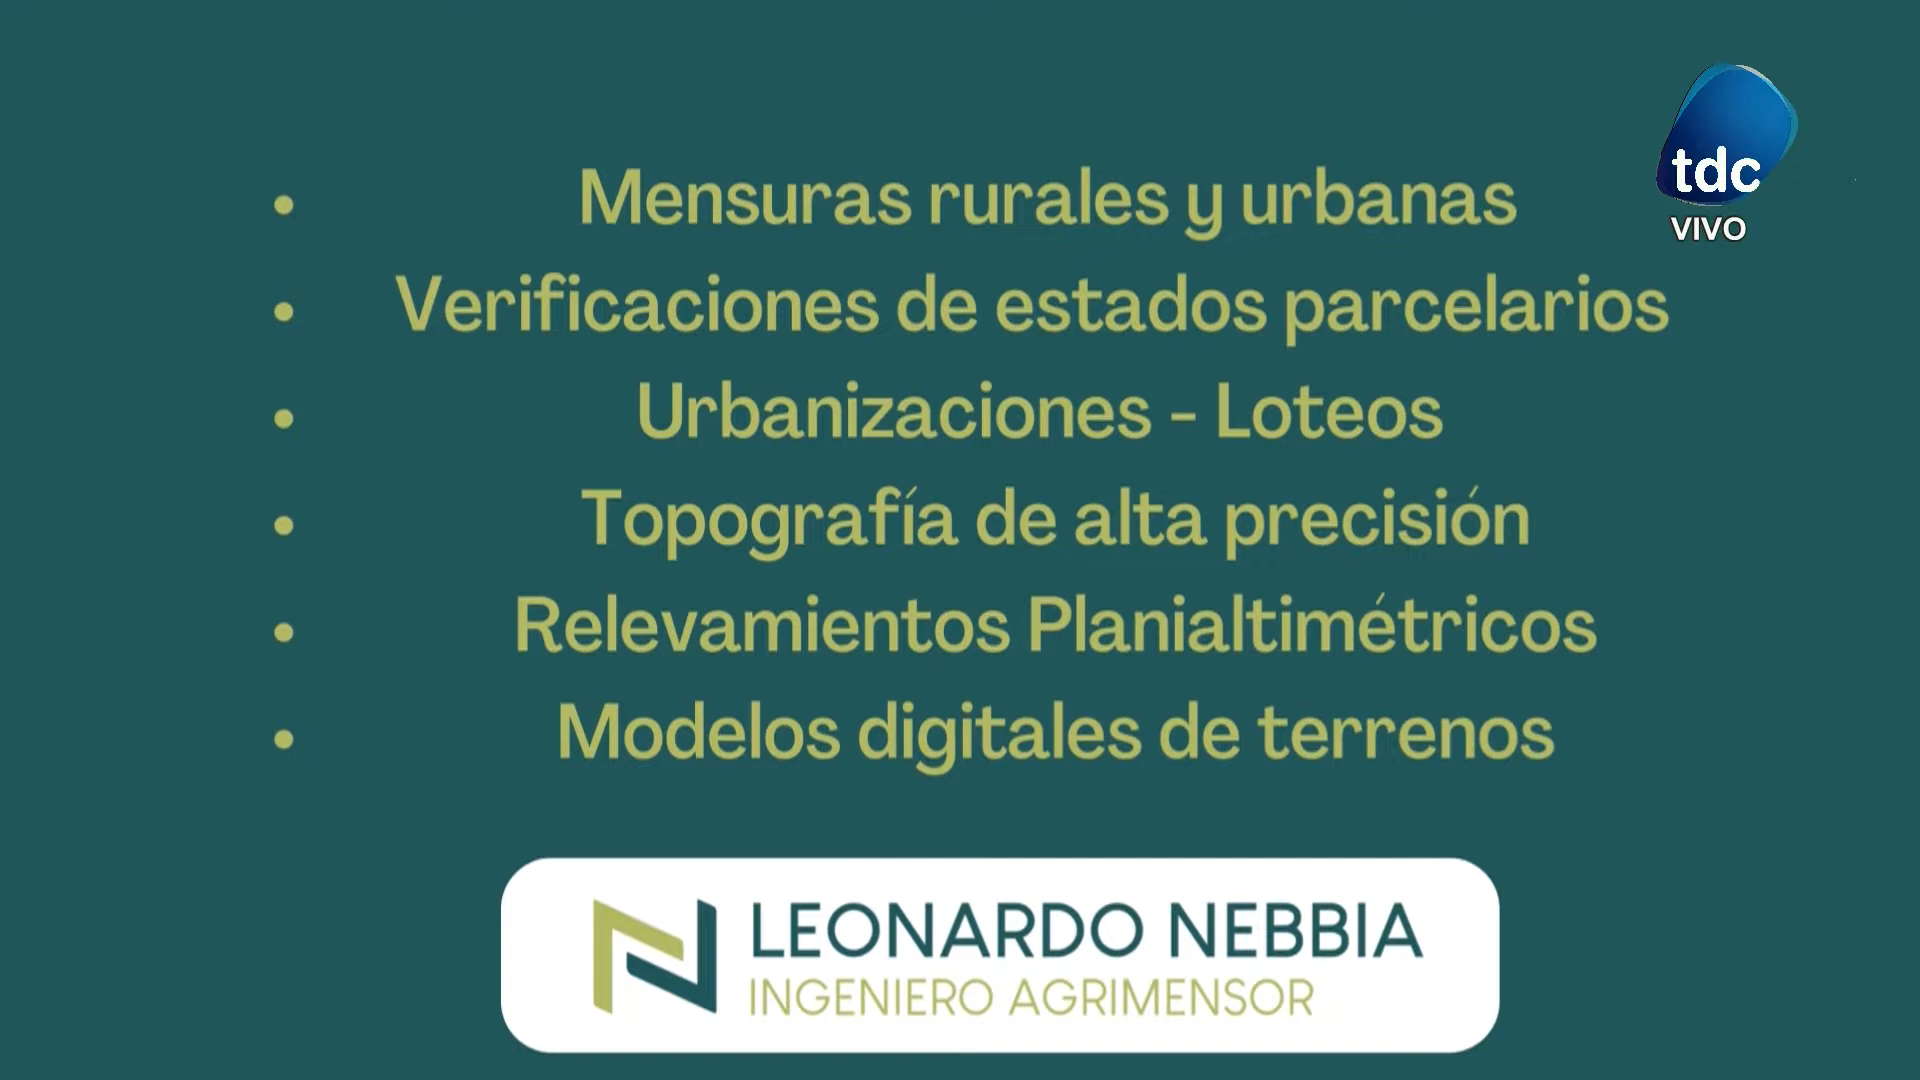 tdc
VIVO
• Mensuras rurales y urbanas
• Verificaciones de estados parcelarios
• Urbanizaciones - Loteos
• Topografía de alta precisión
• Relevamientos Planialtimétricos
• Modelos digitales de terrenos
LEONARDO NEBBIA
INGENIERO AGRIMENSOR